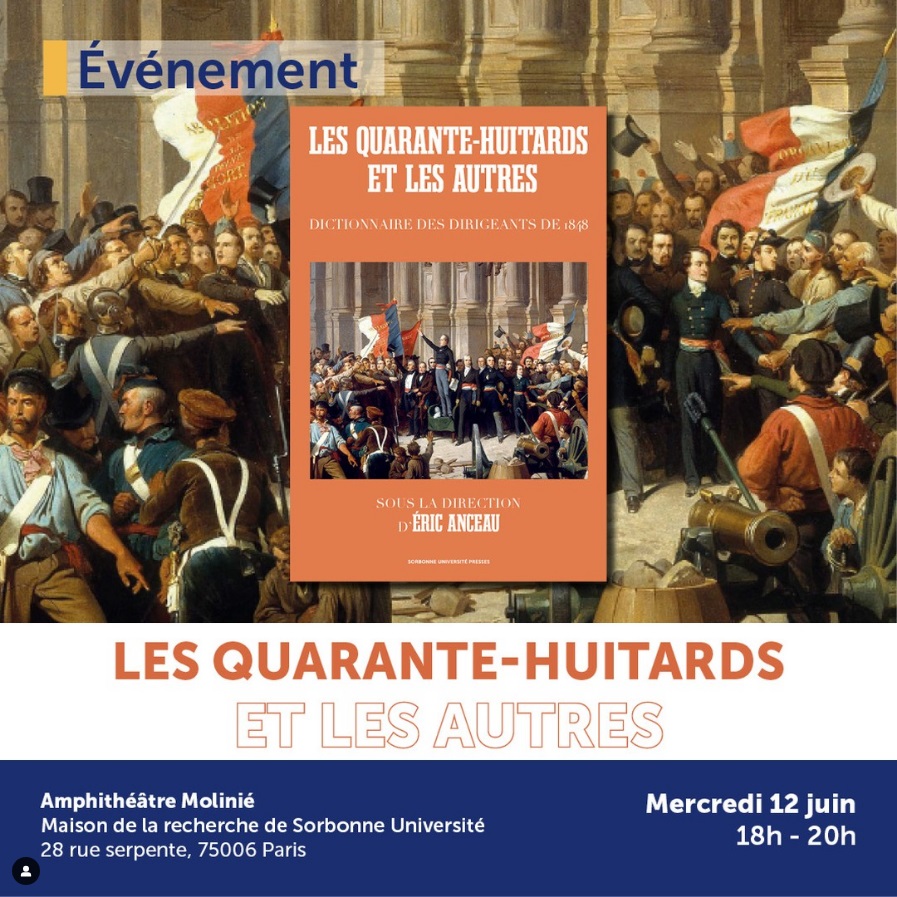 Événement
LES QUARANTE-HUITARDS
ET LES AUTRES
DICTIONNAIRE DES DIRIGEANTS DE 1848
SOUS LA DIRECTION
D'ÉRIC ANCEAU
SORBONNE UNIVERSITÉ PRESSES
LES QUARANTE-HUITARDS
ET LES AUTRES
Amphithéâtre Molinié
Maison de la recherche de Sorbonne Université
28 rue serpente, 75006 Paris
Mercredi 12 juin
18h - 20h